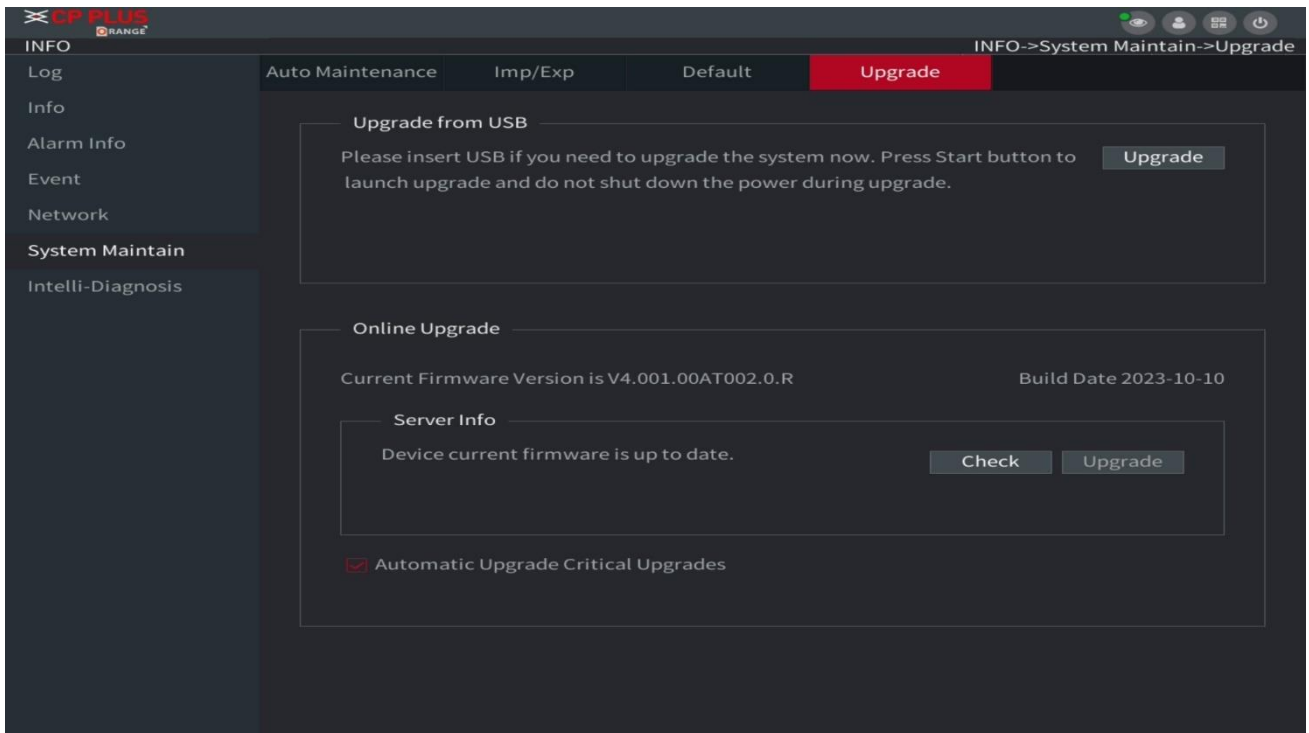 CP PLUS
ORANGE
INFO
INFO->System Maintain->Upgrade
Log
Info
Alarm Info
Event
Network
System Maintain
Intelli-Diagnosis
Auto Maintenance
Imp/Exp
Default
Upgrade
Upgrade from USB
Please insert USB if you need to upgrade the system now. Press Start button to
launch upgrade and do not shut down the power during upgrade.
Upgrade
Online Upgrade
Current Firmware Version is V4.001.00AT002.0.R
Build Date 2023-10-10
Server Info
Device current firmware is up to date.
Check
Upgrade
Automatic Upgrade Critical Upgrades